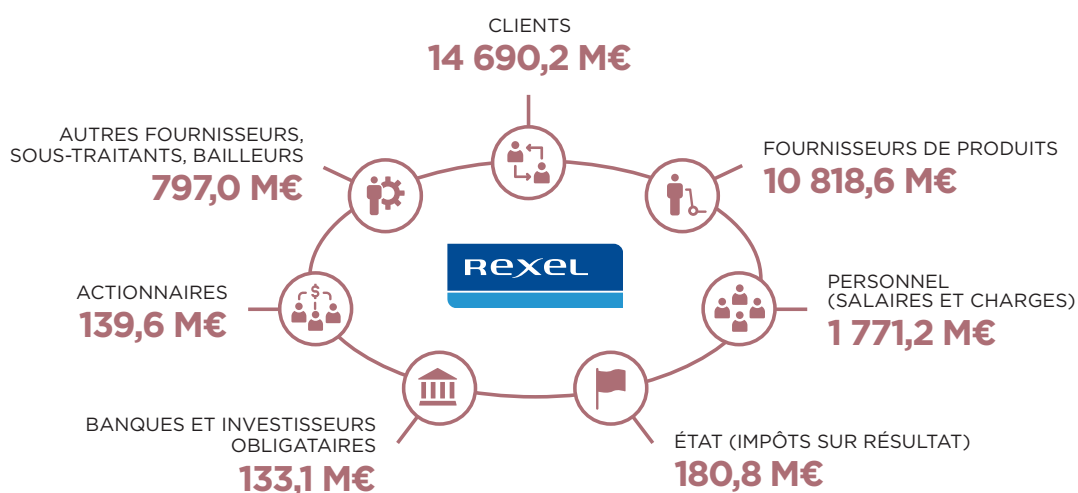 CLIENTS
14 690,2 M€
AUTRES FOURNISSEURS,
SOUS-TRAITANTS, BAILLEURS
797,0 M€
FOURNISSEURS DE PRODUITS
10 818,6 M€
REXEL
ACTIONNAIRES
139,6 M€
$
PERSONNEL
(SALAIRES ET CHARGES)
1 771,2 M€
BANQUES ET INVESTISSEURS
OBLIGATAIRES
133,1 M€
ÉTAT (IMPÔTS SUR RÉSULTAT)
180,8 M€